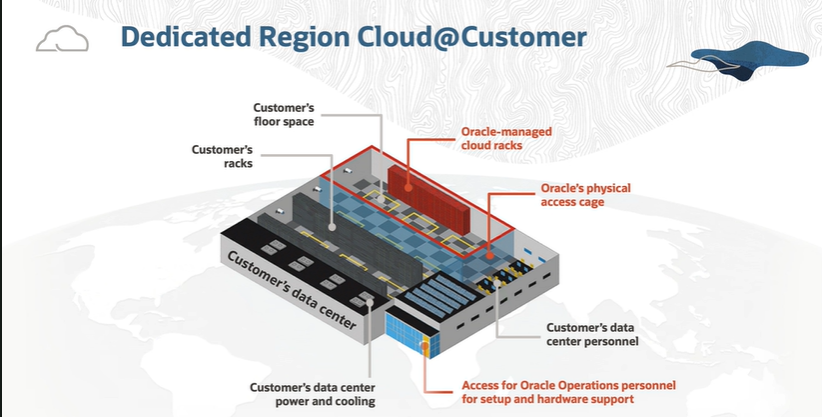 Dedicated Region Cloud@Customer
Customer's
floor space
Oracle-managed
cloud racks
Customer's
racks
Oracle's physical
access cage
Customer's data center
Customer's data
center personnel
Customer's data center
power and cooling
Access for Oracle Operations personnel
for setup and hardware support